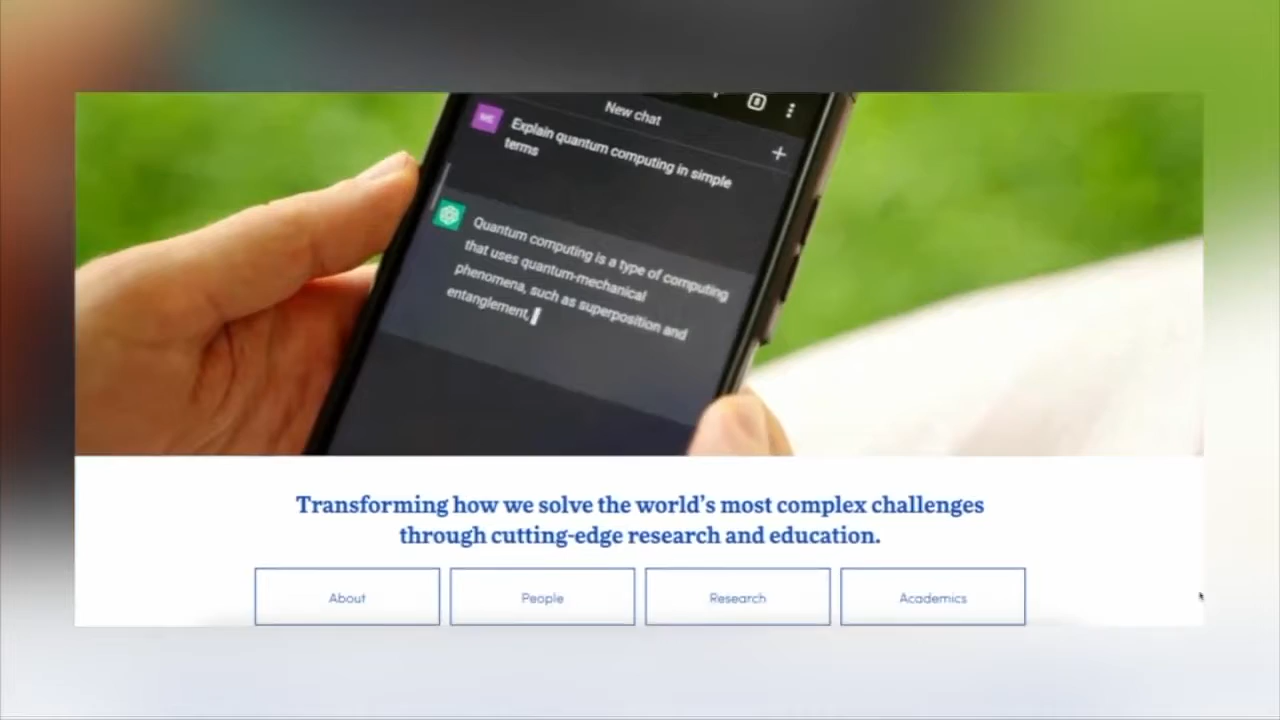 New chat
ME
Explain quantum computing in simple
terms
Quantum computing is a type of computing
that uses quantum-mechanical
phenomena, such as superposition and
entanglement,
Transforming how we solve the world’s most complex challenges
through cutting-edge research and education.
About
People
Research
Academics